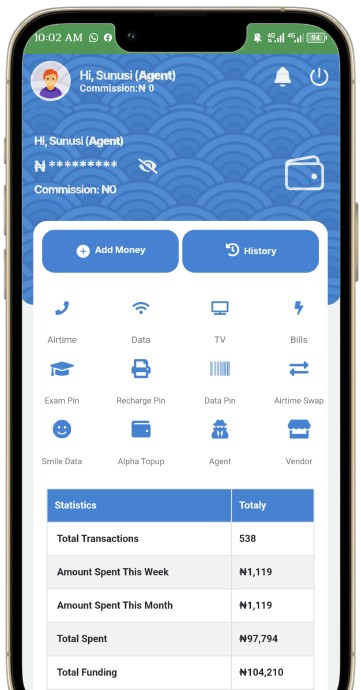 10:02 AM 4G 4G 94
Hi, Sunusi (Agent)
Commission:₦ 0
Hi, Sunusi (Agent)
₦ *********
Commission: ₦0
Add Money History
Airtime Data TV Bills
Exam Pin Recharge Pin Data Pin Airtime Swap
Smile Data Alpha Topup Agent Vendor
Statistics Totaly
Total Transactions 538
Amount Spent This Week ₦1,119
Amount Spent This Month ₦1,119
Total Spent ₦97,794
Total Funding ₦104,210